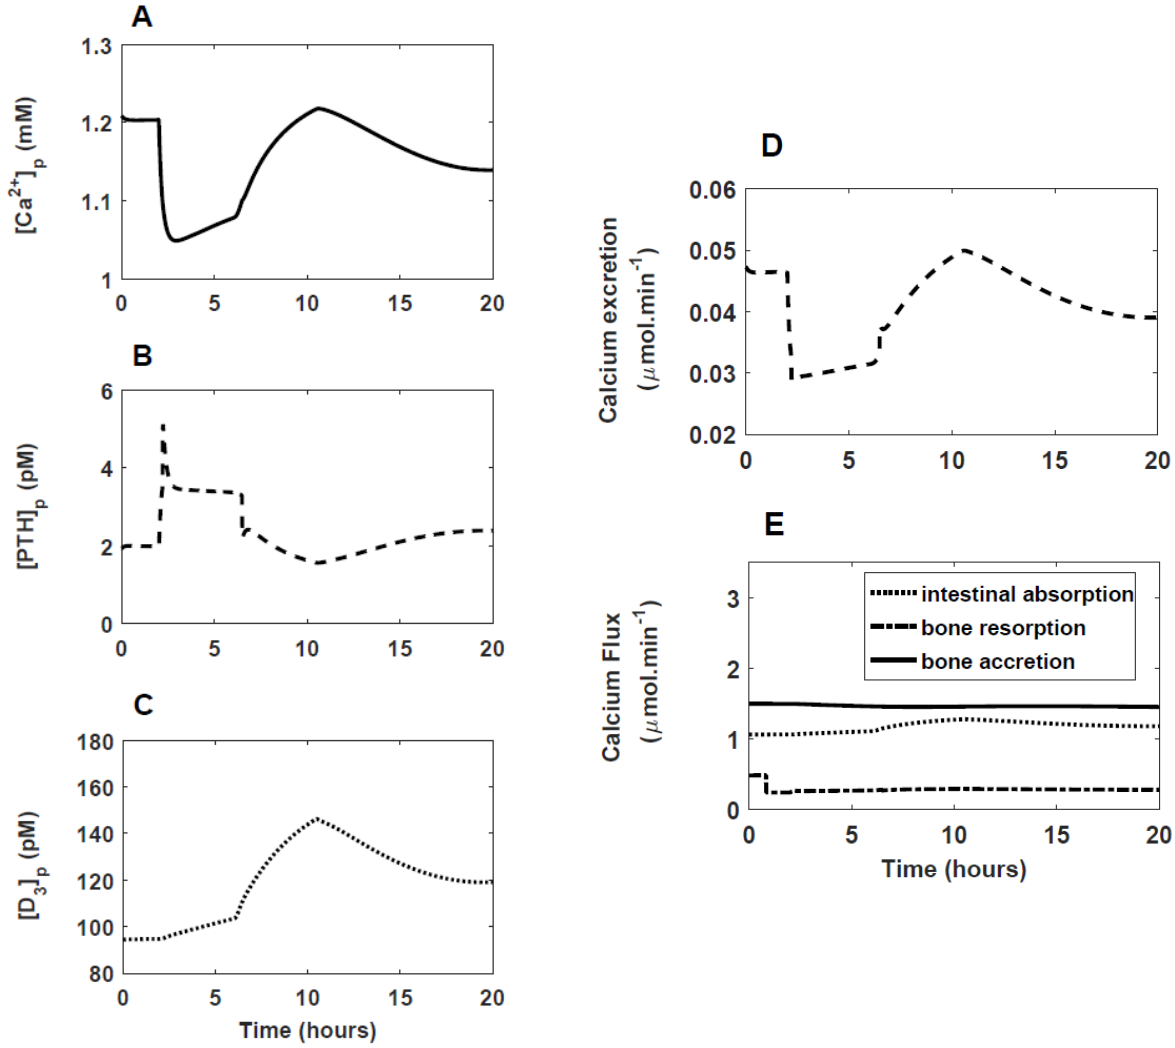 A
1.3
1.2
1.1
1
[Ca2+]p (mM)
0 5 10 15 20
B
6
4
2
0
[PTH]p (pM)
0 5 10 15 20
C
180
160
140
120
100
80
[D3]p (pM)
0 5 10 15 20
Time (hours)
D
0.06
0.05
0.04
0.03
0.02
Calcium excretion
(μmol.min-1)
0 5 10 15 20
E
3
2
1
0
Calcium Flux
(μmol.min-1)
intestinal absorption
bone resorption
bone accretion
0 5 10 15 20
Time (hours)